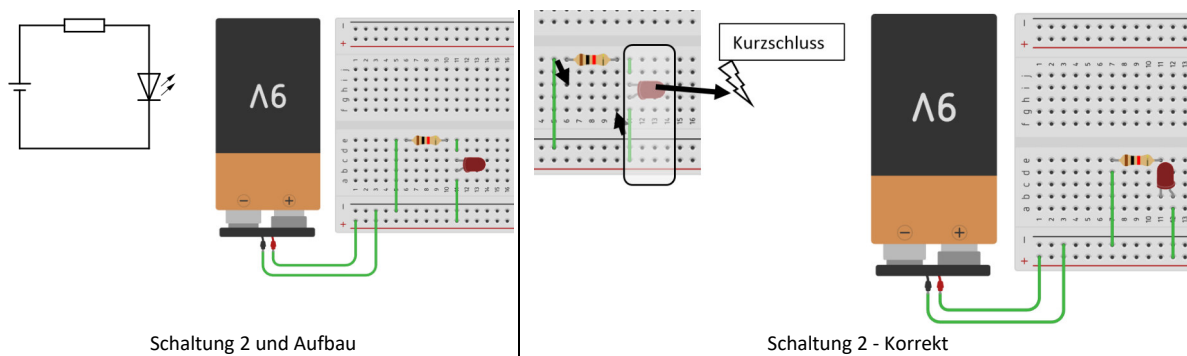 9V
− +
−
+
Schaltung 2 und Aufbau
Kurzschluss
9V
− +
−
+
Schaltung 2 - Korrekt